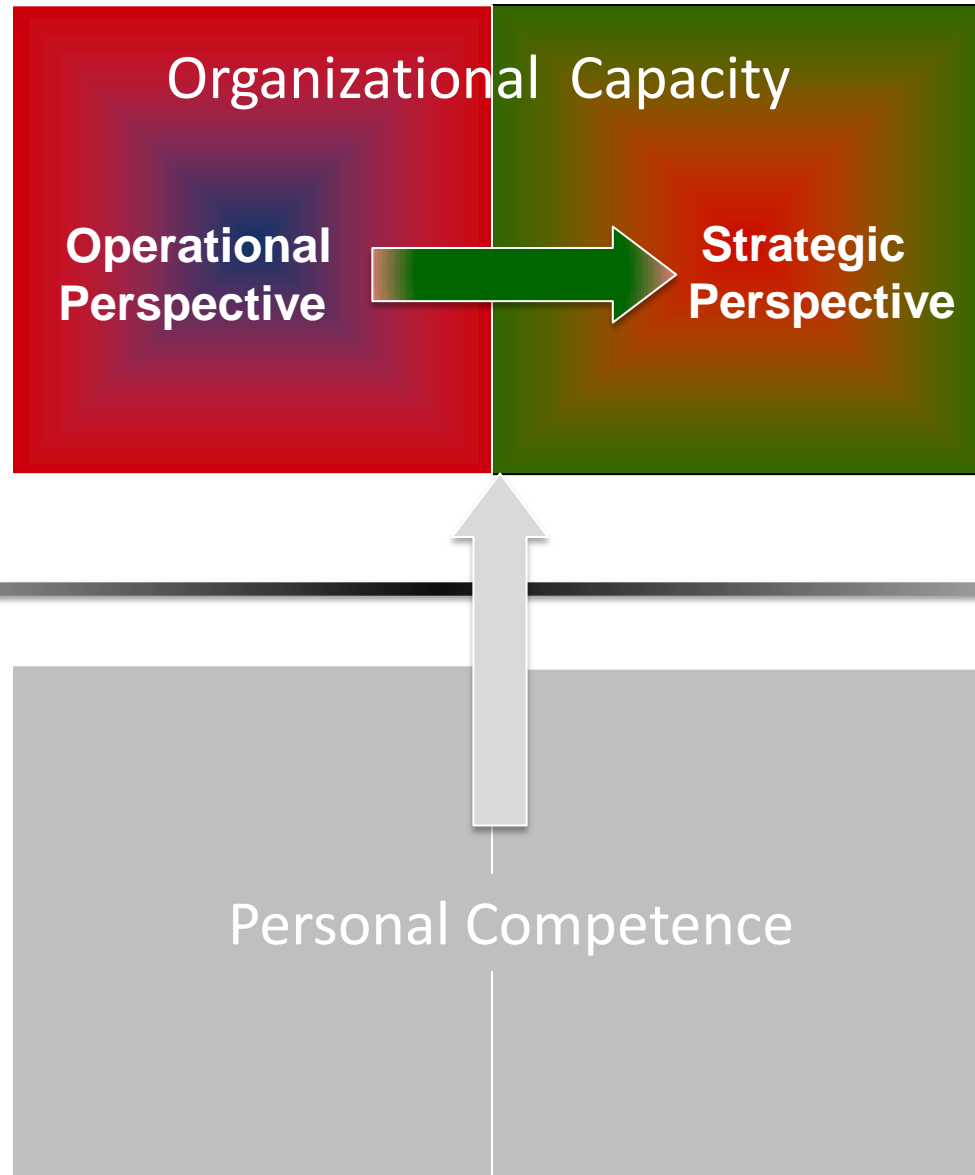 Organizational Capacity
Operational
Perspective
Strategic
Perspective
Personal Competence